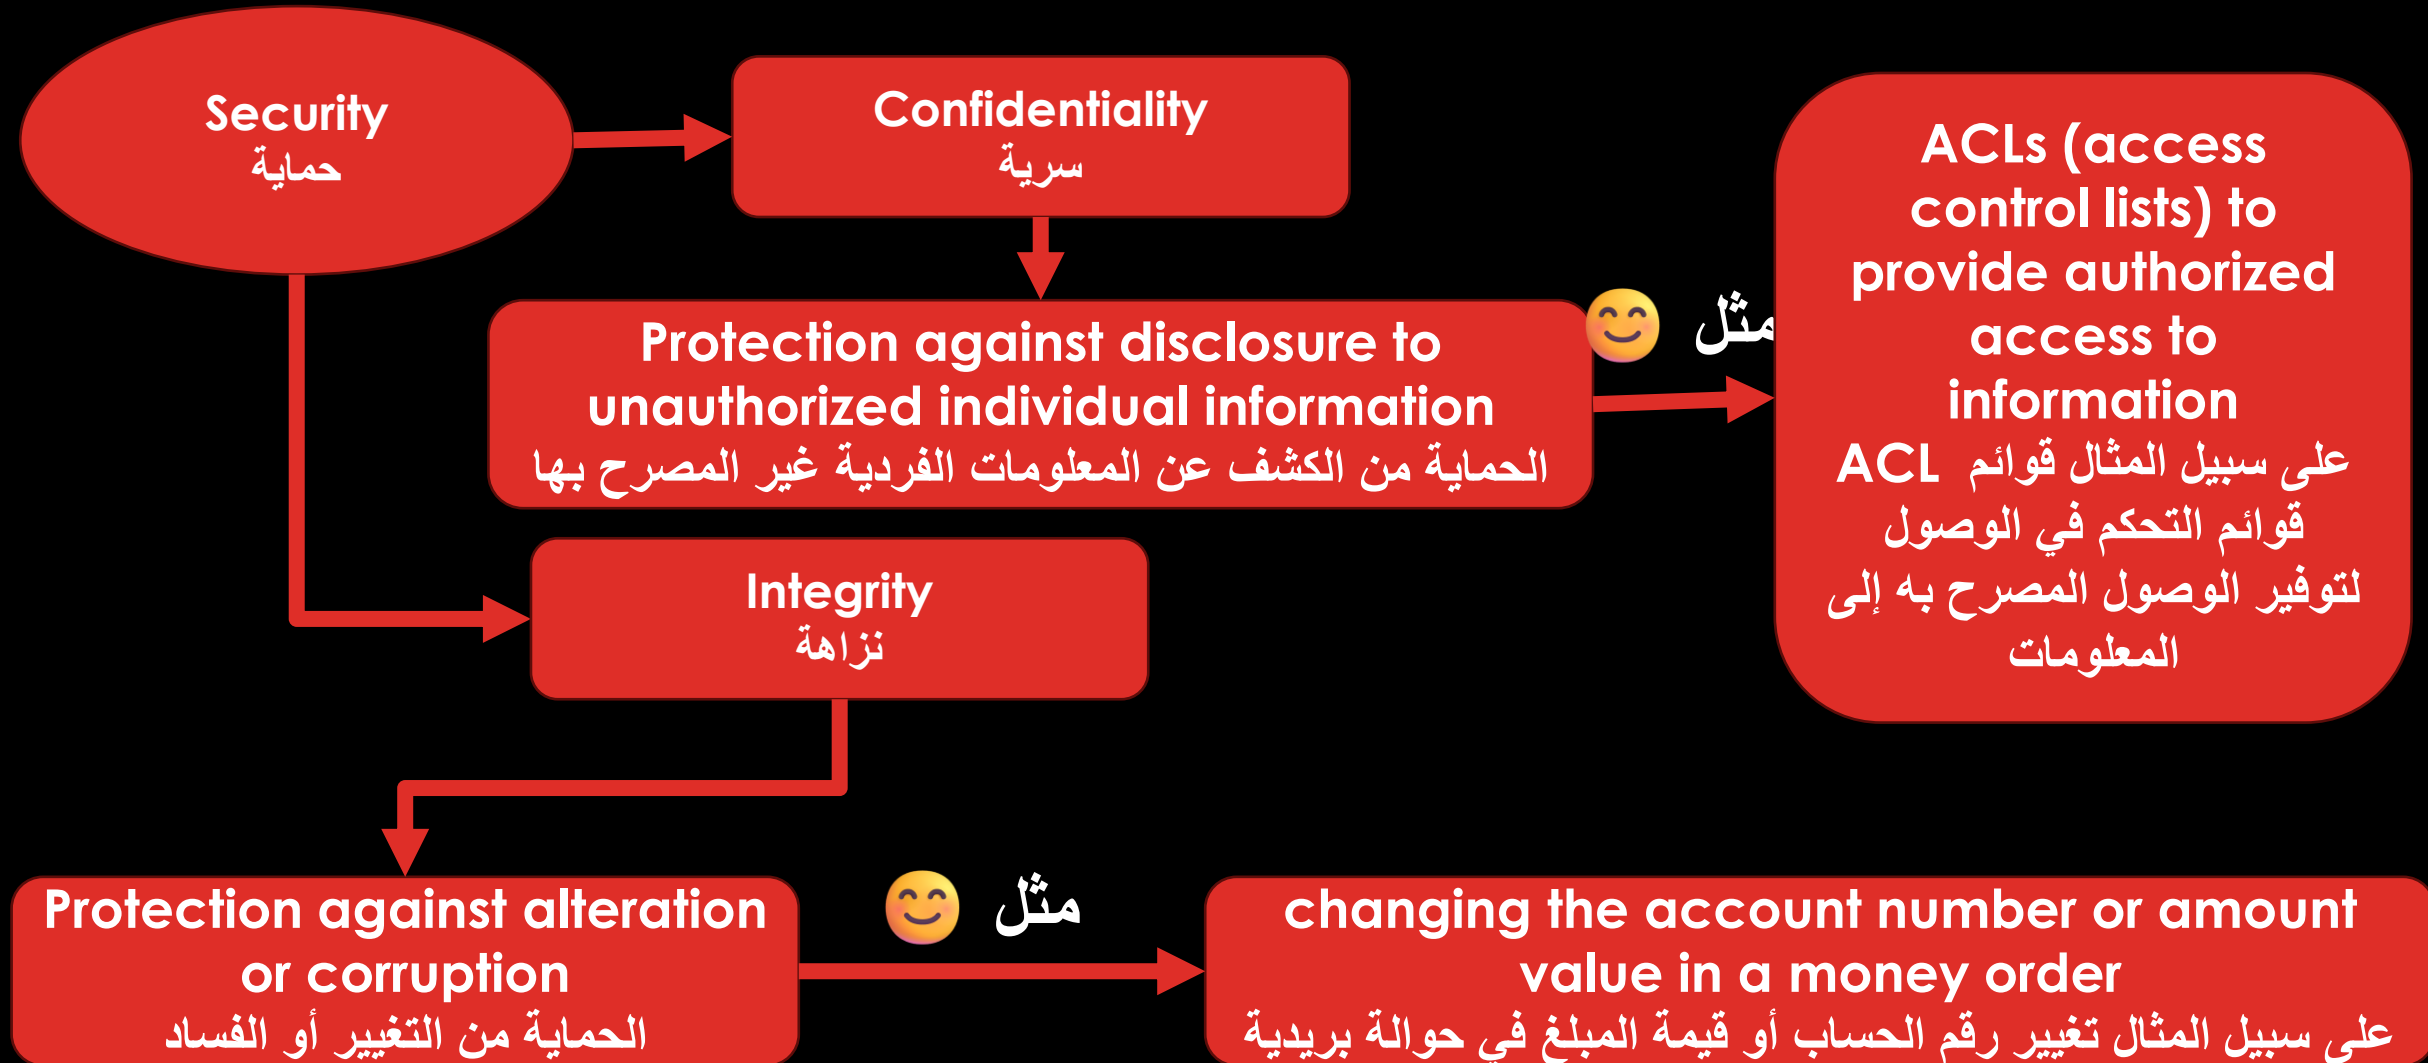 Security
حماية
Confidentiality
سرية
Protection against disclosure to
unauthorized individual information
الحماية من الكشف عن المعلومات الفردية غير المصرح بها
مثل 😊
ACLs (access
control lists) to
provide authorized
access to
information
على سبيل المثال قوائم ACL
قوائم التحكم في الوصول
لتوفير الوصول المصرح به إلى
المعلومات
Integrity
نزاهة
Protection against alteration
or corruption
الحماية من التغيير أو الفساد
مثل 😊
changing the account number or amount
value in a money order
على سبيل المثال تغيير رقم الحساب أو قيمة المبلغ في حوالة بريدية